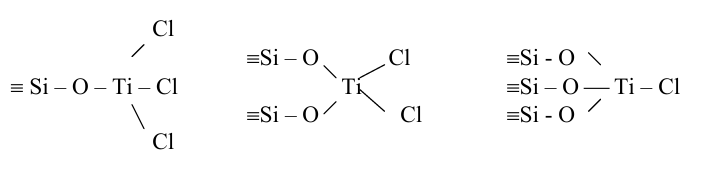 Cl
≡ Si – O – Ti – Cl
Cl
≡Si – O Cl
Ti
≡Si – O Cl
≡Si - O
≡Si – O — Ti – Cl
≡Si - O